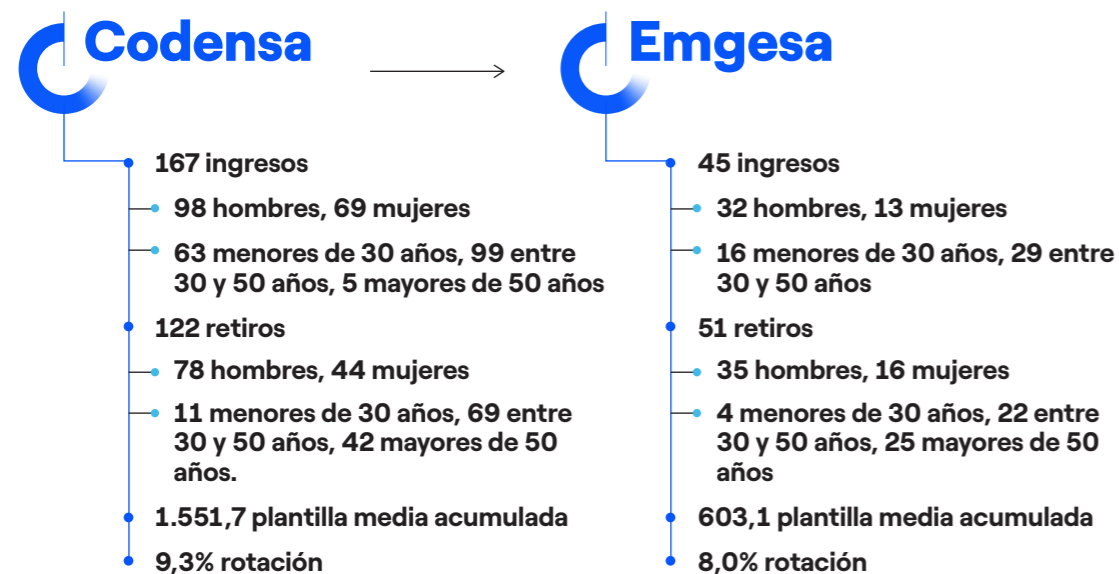 Codensa
167 ingresos
98 hombres, 69 mujeres
63 menores de 30 años, 99 entre
30 y 50 años, 5 mayores de 50 años
122 retiros
78 hombres, 44 mujeres
11 menores de 30 años, 69 entre
30 y 50 años, 42 mayores de 50
años.
1.551,7 plantilla media acumulada
9,3% rotación
Emgesa
45 ingresos
32 hombres, 13 mujeres
16 menores de 30 años, 29 entre
30 y 50 años
51 retiros
35 hombres, 16 mujeres
4 menores de 30 años, 22 entre
30 y 50 años, 25 mayores de 50
años
603,1 plantilla media acumulada
8,0% rotación